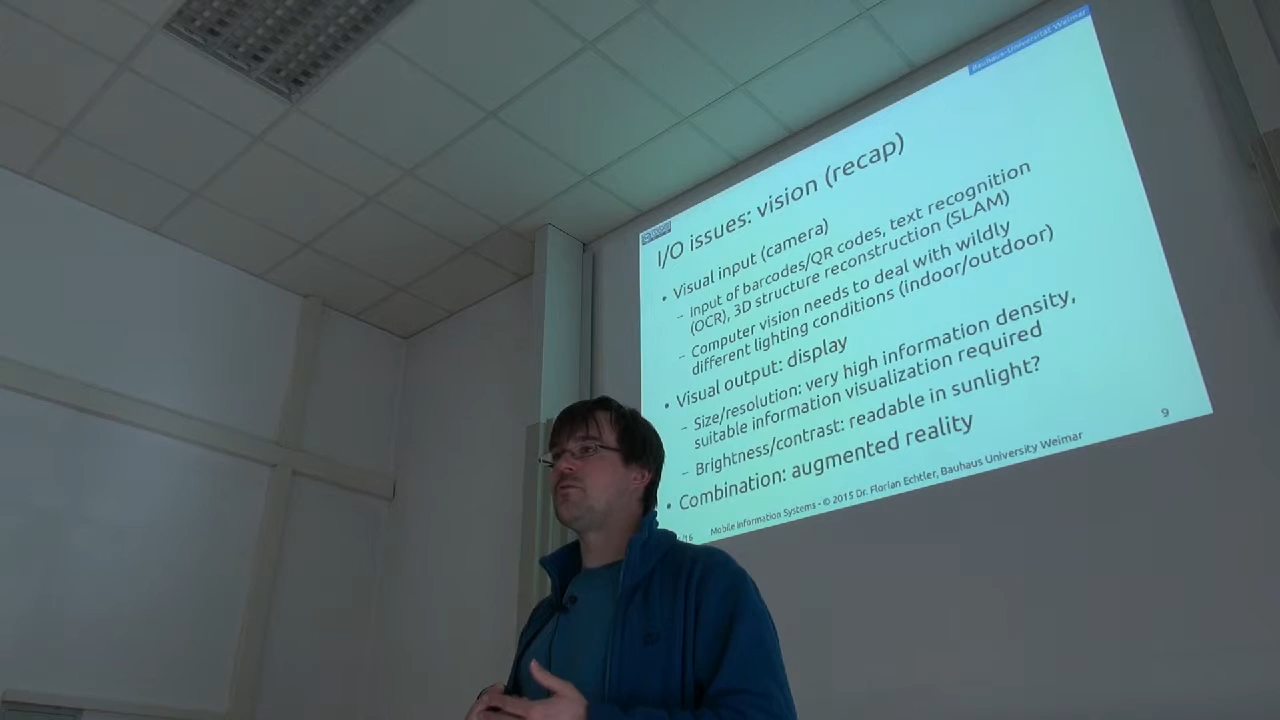 Bauhaus-Universität Weimar
I/O issues: vision (recap)
• Visual input (camera)
– Input of barcodes/QR codes, text recognition
(OCR), 3D structure reconstruction (SLAM)
– Computer vision needs to deal with wildly
different lighting conditions (indoor/outdoor)
• Visual output: display
– Size/resolution: very high information density,
suitable information visualization required
– Brightness/contrast: readable in sunlight?
• Combination: augmented reality
/16 Mobile Information Systems - © 2015 Dr. Florian Echtler, Bauhaus University Weimar 9